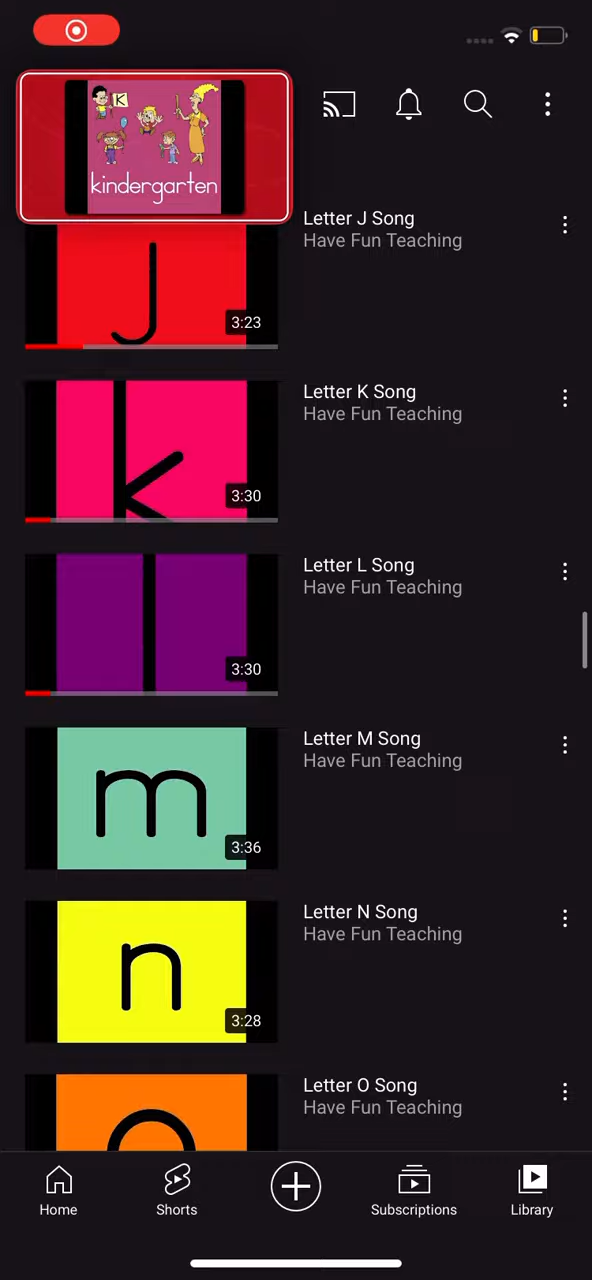 K
kindergarten
Letter J Song
Have Fun Teaching
J
3:23
Letter K Song
Have Fun Teaching
k
3:30
Letter L Song
Have Fun Teaching
l
3:30
Letter M Song
Have Fun Teaching
m
3:36
Letter N Song
Have Fun Teaching
n
3:28
Letter O Song
Have Fun Teaching
Home
Shorts
Subscriptions
Library